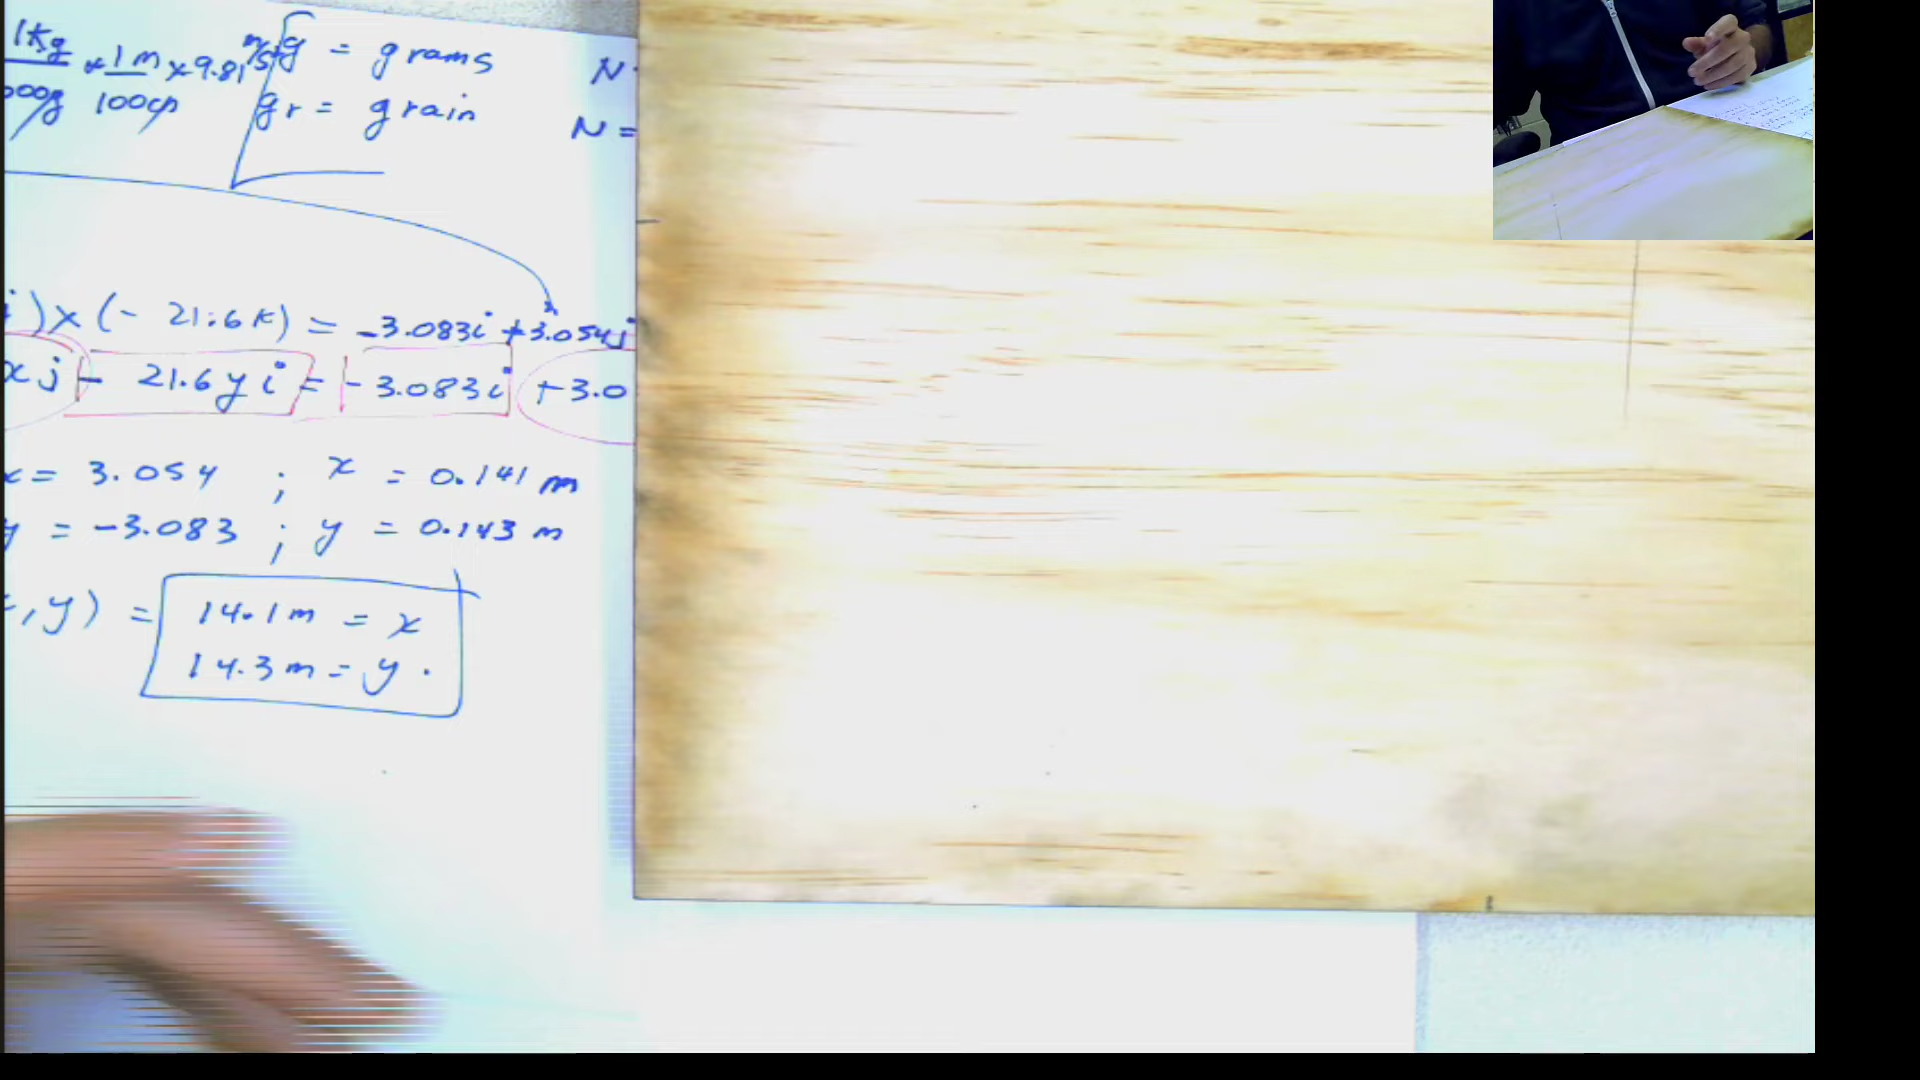 1kg × 1m × 9.81 m/s² g = grams N
000g 100cm gr = grain N =
)x(- 21.6k) = -3.083i + 3.054j
xj - 21.6yi = -3.083i + 3.0
x = 3.054 ; x = 0.141 m
y = -3.083 ; y = 0.143 m
, y) = 14.1m = x
14.3m = y.